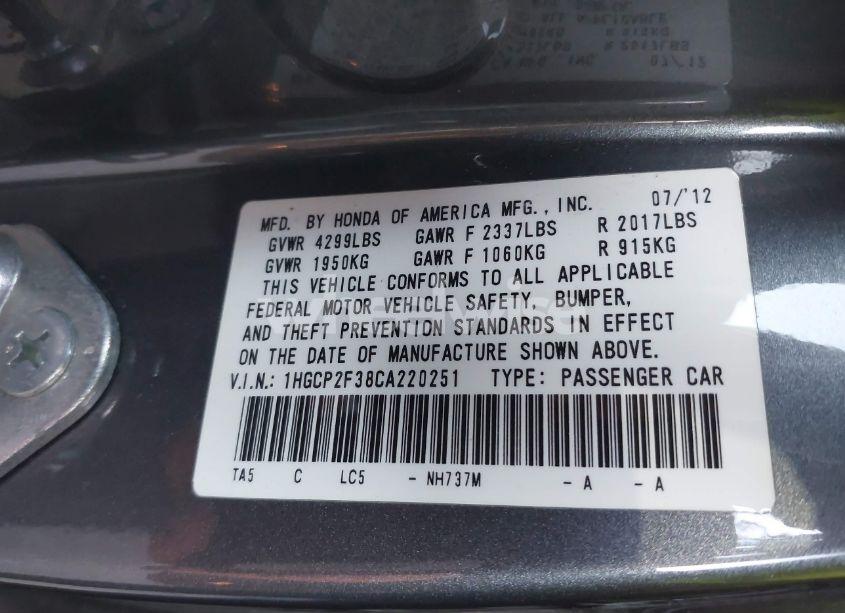 MFD. BY HONDA OF AMERICA MFG., INC. 07/'12
GVWR 4299LBS GAWR F 2337LBS R 2017LBS
GVWR 1950KG GAWR F 1060KG R 915KG
THIS VEHICLE CONFORMS TO ALL APPLICABLE
FEDERAL MOTOR VEHICLE SAFETY, BUMPER,
AND THEFT PREVENTION STANDARDS IN EFFECT
ON THE DATE OF MANUFACTURE SHOWN ABOVE.
V.I.N.: 1HGCP2F38CA220251 TYPE: PASSENGER CAR
TA5 C LC5 - NH737M - A - A